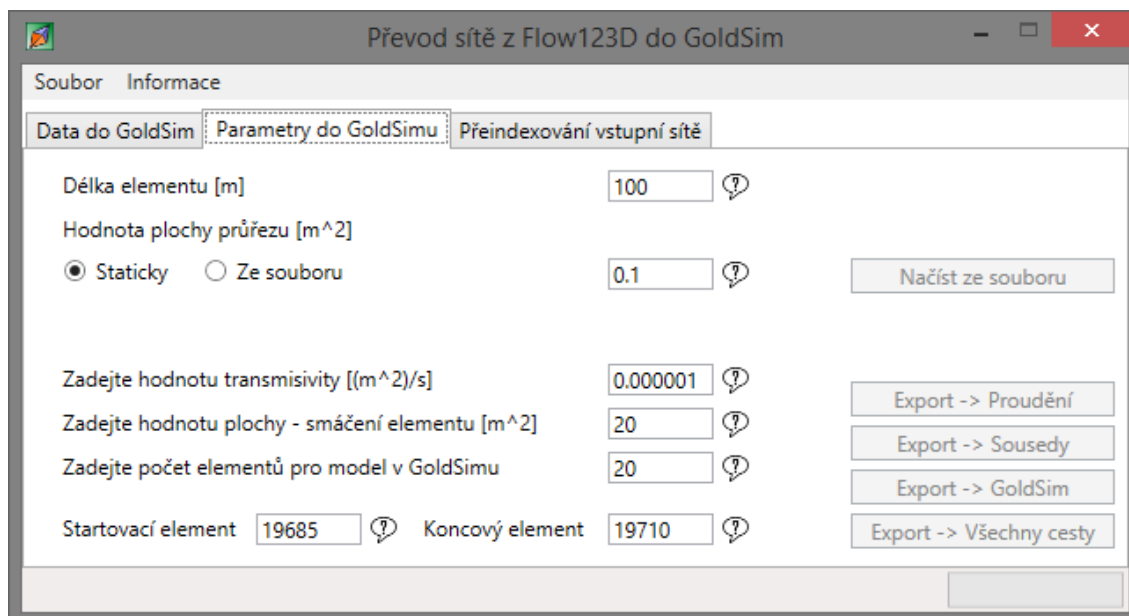 Převod sítě z Flow123D do GoldSim
Soubor Informace
Data do GoldSim Parametry do GoldSimu Přeindexování vstupní sítě
Délka elementu [m] 100
Hodnota plochy průřezu [m^2]
Staticky Ze souboru 0.1 Načíst ze souboru
Zadejte hodnotu transmisivity [(m^2)/s] 0.000001
Export -> Proudění
Zadejte hodnotu plochy - smáčení elementu [m^2] 20
Export -> Sousedy
Zadejte počet elementů pro model v GoldSimu 20
Export -> GoldSim
Startovací element 19685 Koncový element 19710 Export -> Všechny cesty